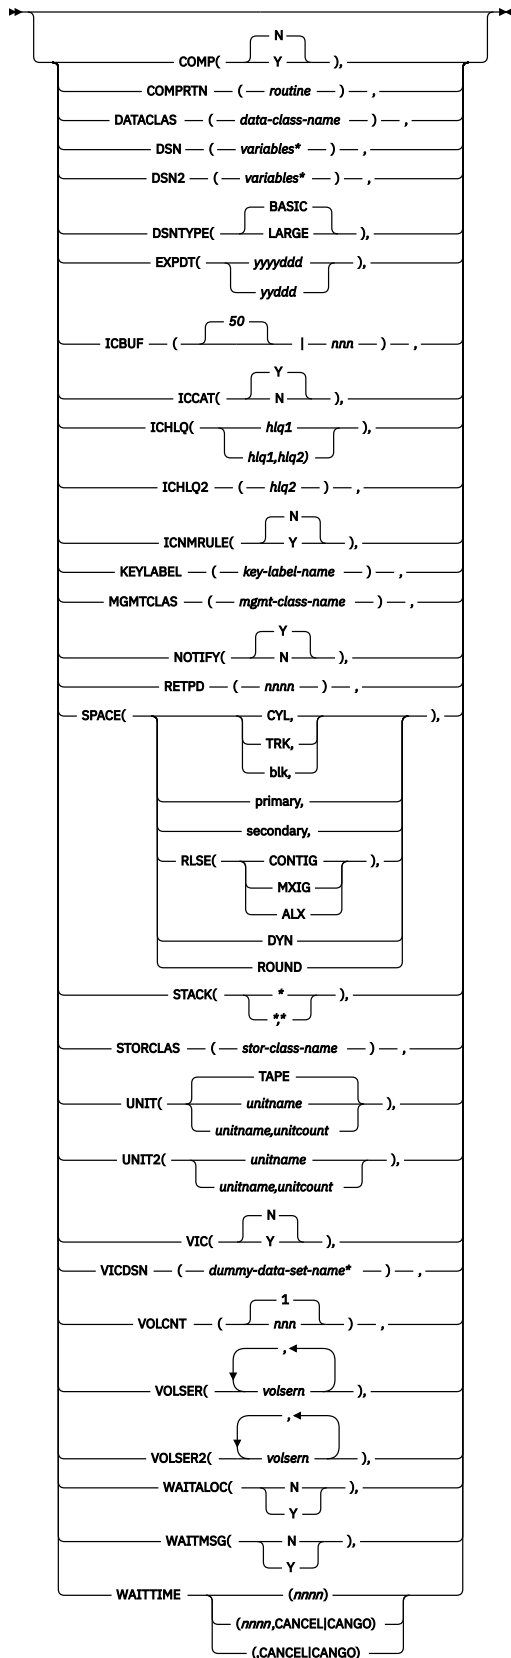 N
COMP( Y ),
COMPRTN ( routine ) ,
DATACLAS ( data-class-name ) ,
DSN ( variables* ) ,
DSN2 ( variables* ) ,
BASIC
DSNTYPE( LARGE ),
EXPDT( yyyyddd ),
yyddd
50
ICBUF ( | nnn ) ,
Y
ICCAT( N ),
ICHLQ( hlq1 ),
hlq1,hlq2)
ICHLQ2 ( hlq2 ) ,
N
ICNMRULE( Y ),
KEYLABEL ( key-label-name ) ,
MGMTCLAS ( mgmt-class-name ) ,
Y
NOTIFY( N ),
RETPD ( nnnn ) ,
SPACE( CYL, ),
TRK,
blk,
primary,
secondary,
RLSE( CONTIG ),
MXIG
ALX
DYN
ROUND
STACK( * ),
*,*
STORCLAS ( stor-class-name ) ,
TAPE
UNIT( unitname ),
unitname,unitcount
UNIT2( unitname ),
unitname,unitcount
N
VIC( Y ),
VICDSN ( dummy-data-set-name* ) ,
1
VOLCNT ( nnn ) ,
,
VOLSER( volsern ),
,
VOLSER2( volsern ),
WAITALOC( N ),
Y
WAITMSG( N ),
Y
WAITTIME (nnnn)
(nnnn,CANCEL|CANGO)
(,CANCEL|CANGO)